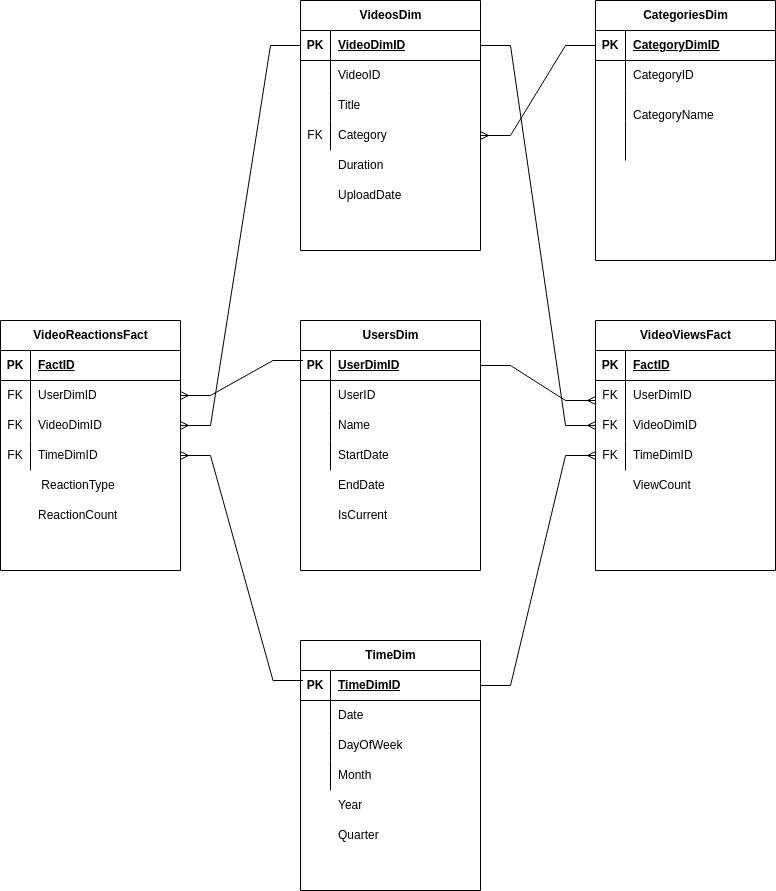 VideosDim
PK VideoDimID
VideoID
Title
FK Category
Duration
UploadDate
CategoriesDim
PK CategoryDimID
CategoryID
CategoryName
VideoReactionsFact
PK FactID
FK UserDimID
FK VideoDimID
FK TimeDimID
ReactionType
ReactionCount
UsersDim
PK UserDimID
UserID
Name
StartDate
EndDate
IsCurrent
VideoViewsFact
PK FactID
FK UserDimID
FK VideoDimID
FK TimeDimID
ViewCount
TimeDim
PK TimeDimID
Date
DayOfWeek
Month
Year
Quarter